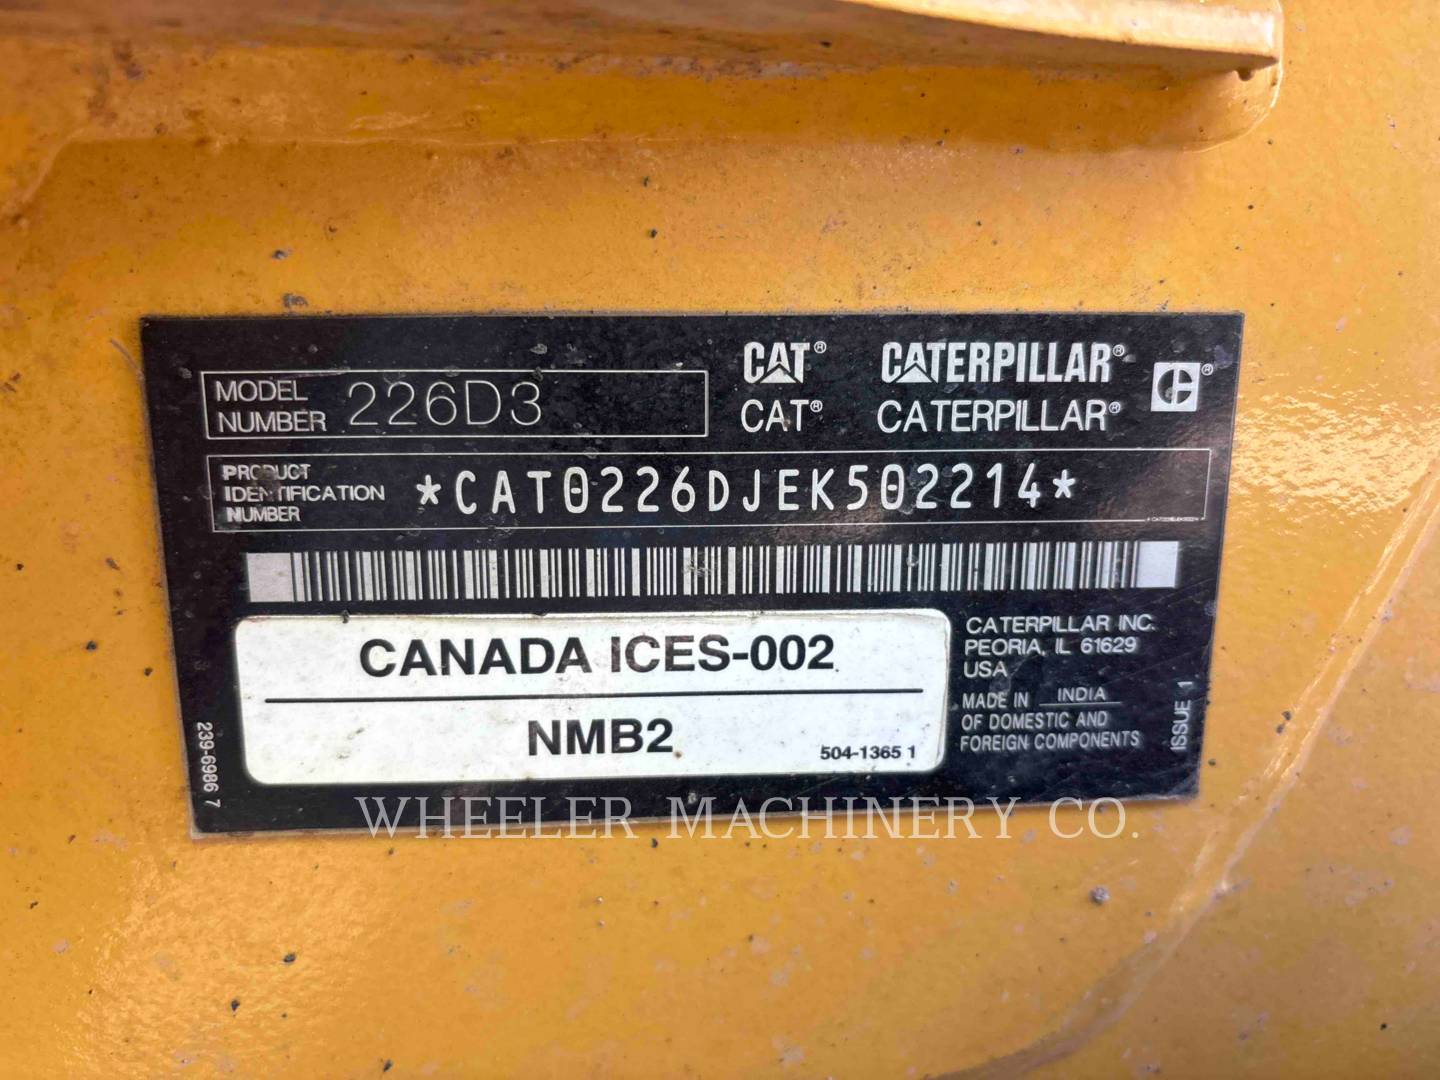 MODEL NUMBER 226D3
CAT® CATERPILLAR®
CAT® CATERPILLAR®
PRODUCT
IDENTIFICATION
NUMBER
*CAT0226DJEK502214*
CANADA ICES-002
NMB2
504-1365 1
CATERPILLAR INC.
PEORIA, IL 61629
USA
MADE IN INDIA
OF DOMESTIC AND
FOREIGN COMPONENTS
ISSUE 1
239-6986 7
WHEELER MACHINERY CO.